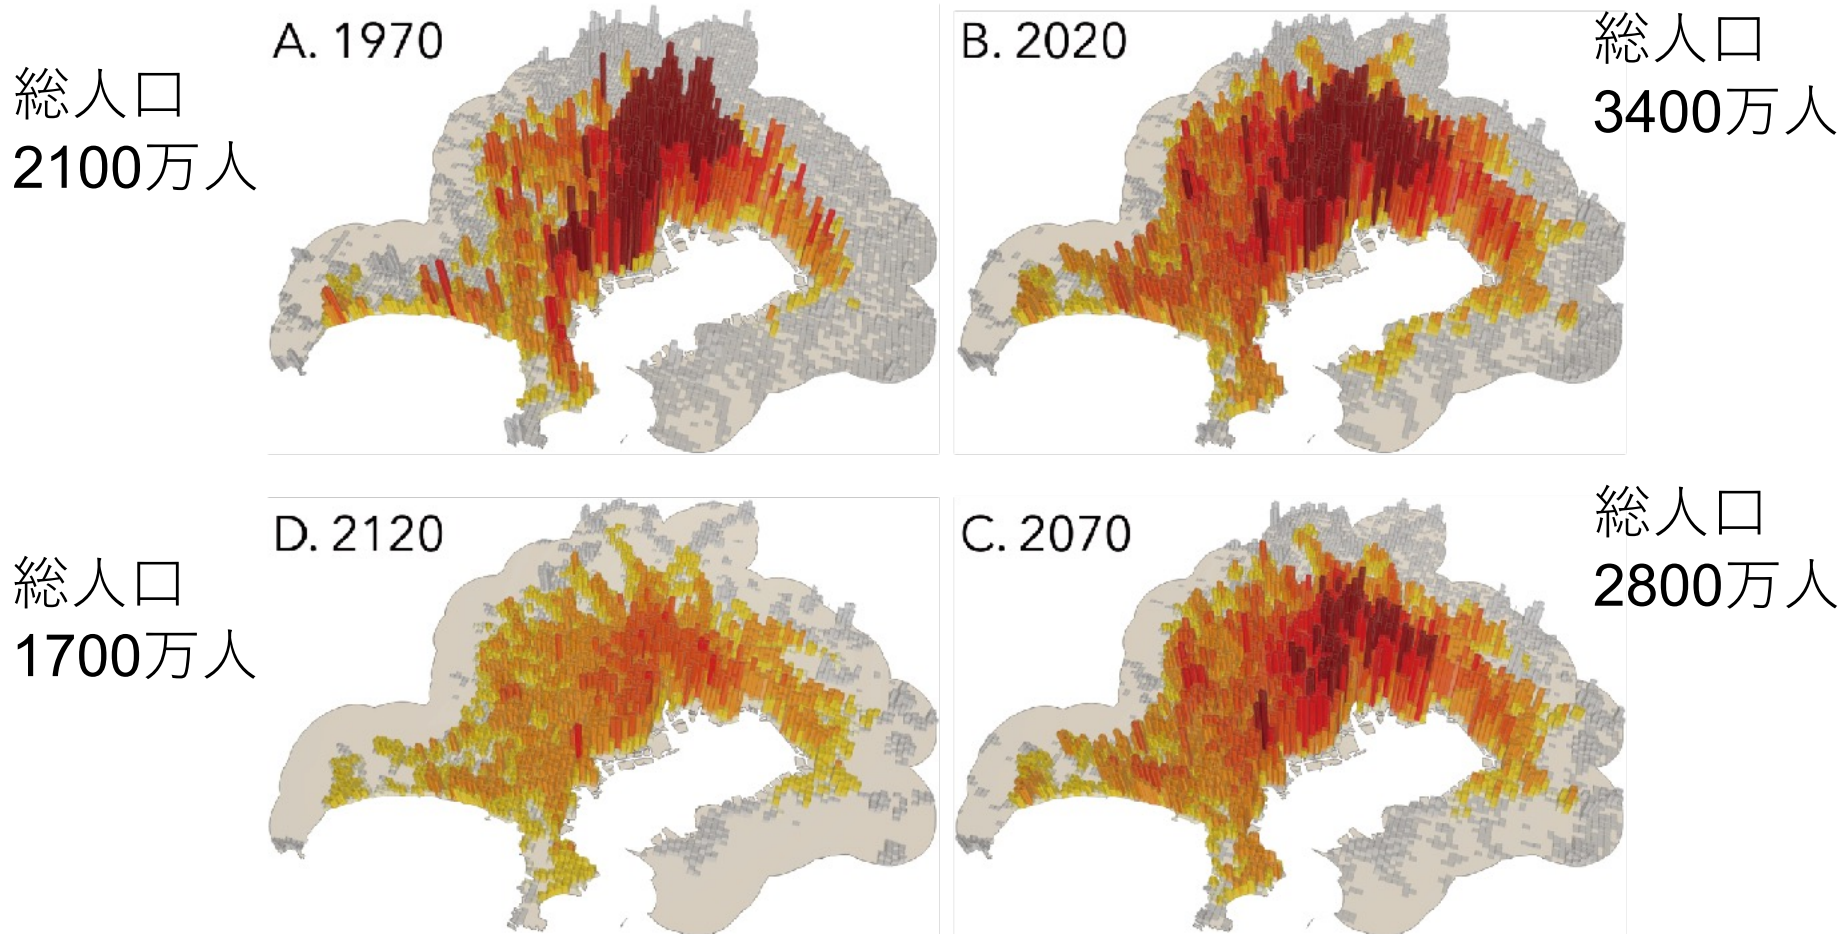 A. 1970
総人口
2100万人
B. 2020
総人口
3400万人
D. 2120
総人口
1700万人
C. 2070
総人口
2800万人